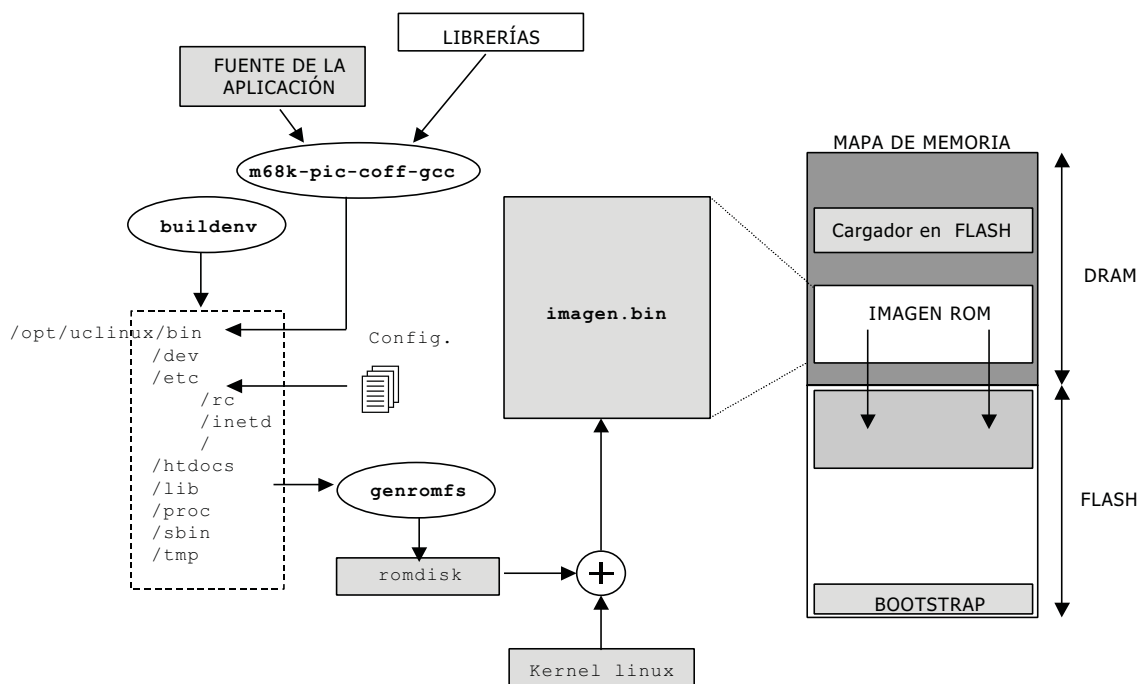 LIBRERÍAS
FUENTE DE LA
APLICACIÓN
m68k-pic-coff-gcc
buildenv
/opt/uclinux/bin
/dev
/etc
/rc
/inetd
/
/htdocs
/lib
/proc
/sbin
/tmp
Config.
genromfs
romdisk
+
Kernel linux
imagen.bin
MAPA DE MEMORIA
Cargador en FLASH
IMAGEN ROM
DRAM
FLASH
BOOTSTRAP